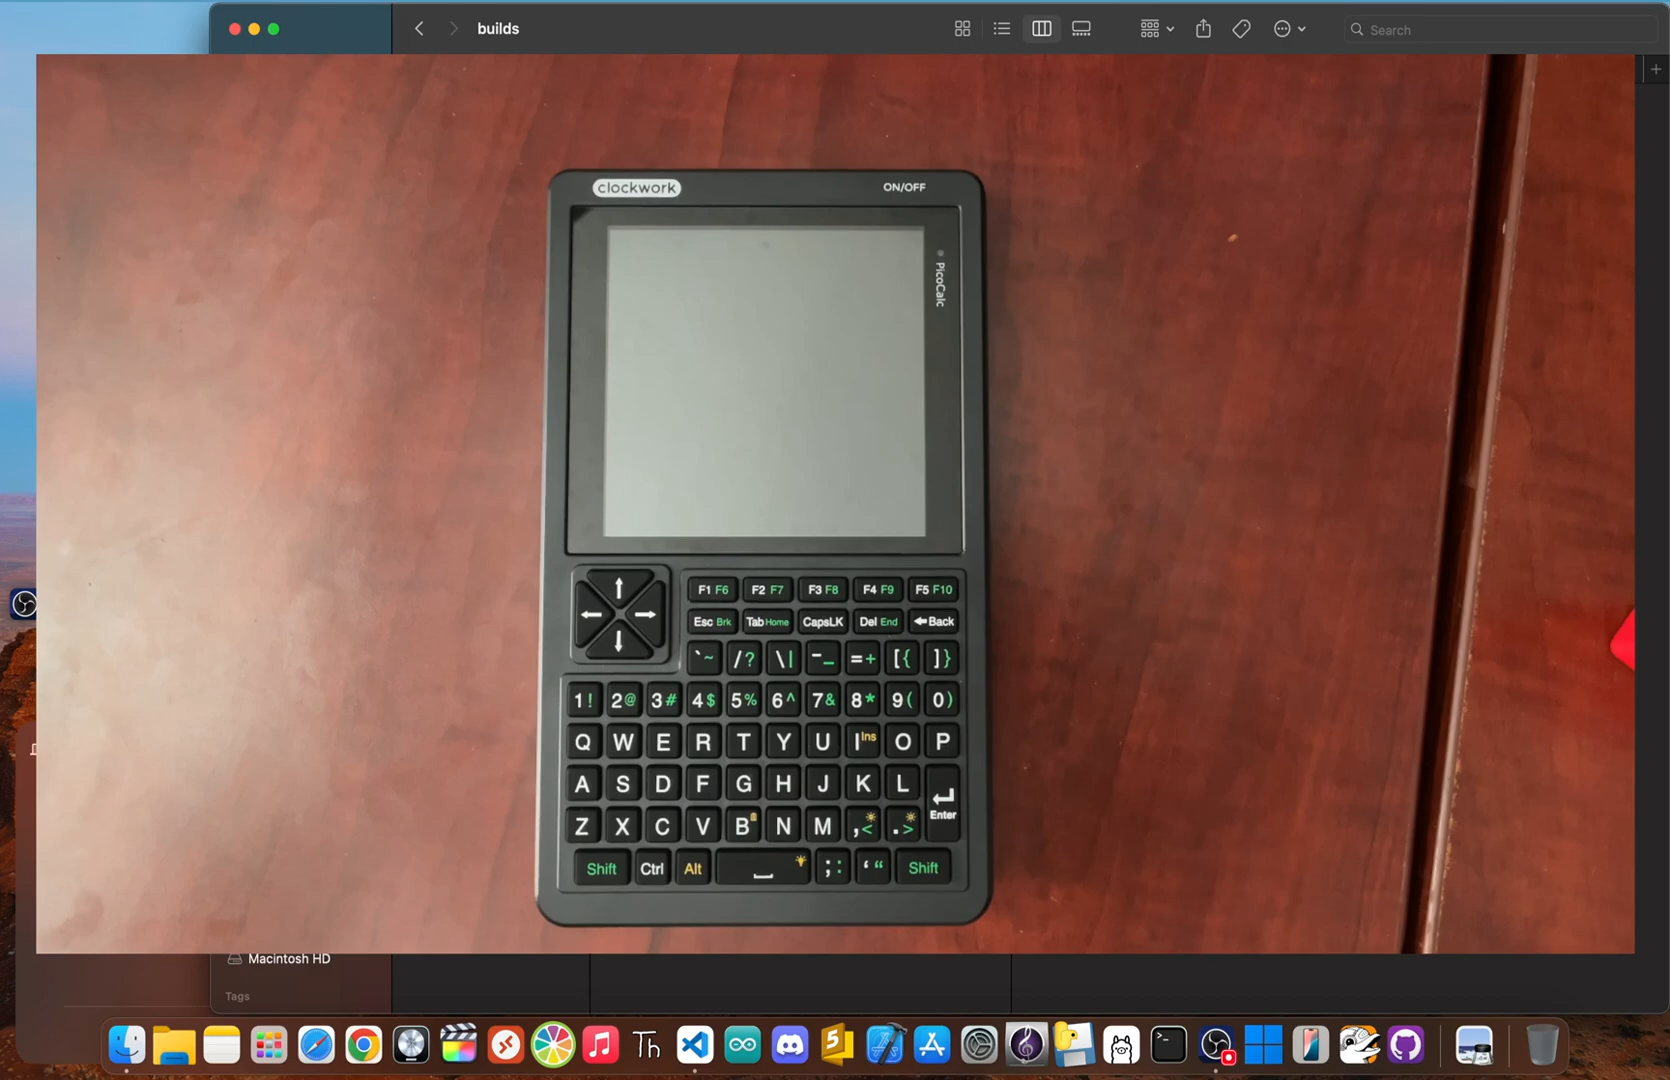 builds
Search
clockwork
ON/OFF
PicoCalc
F1 F6 F2 F7 F3 F8 F4 F9 F5 F10
Esc Brk Tab Home CapsLK Del End Back
` ~ / ? \ | - _ = + [ { ] }
1 ! 2 @ 3 # 4 $ 5 % 6 ^ 7 & 8 * 9 ( 0 )
Q W E R T Y U I Ins O P
A S D F G H J K L
Enter
Z X C V B N M , < . >
Shift Ctrl Alt ; : ‘ “ Shift
Macintosh HD
Tags
Th
5